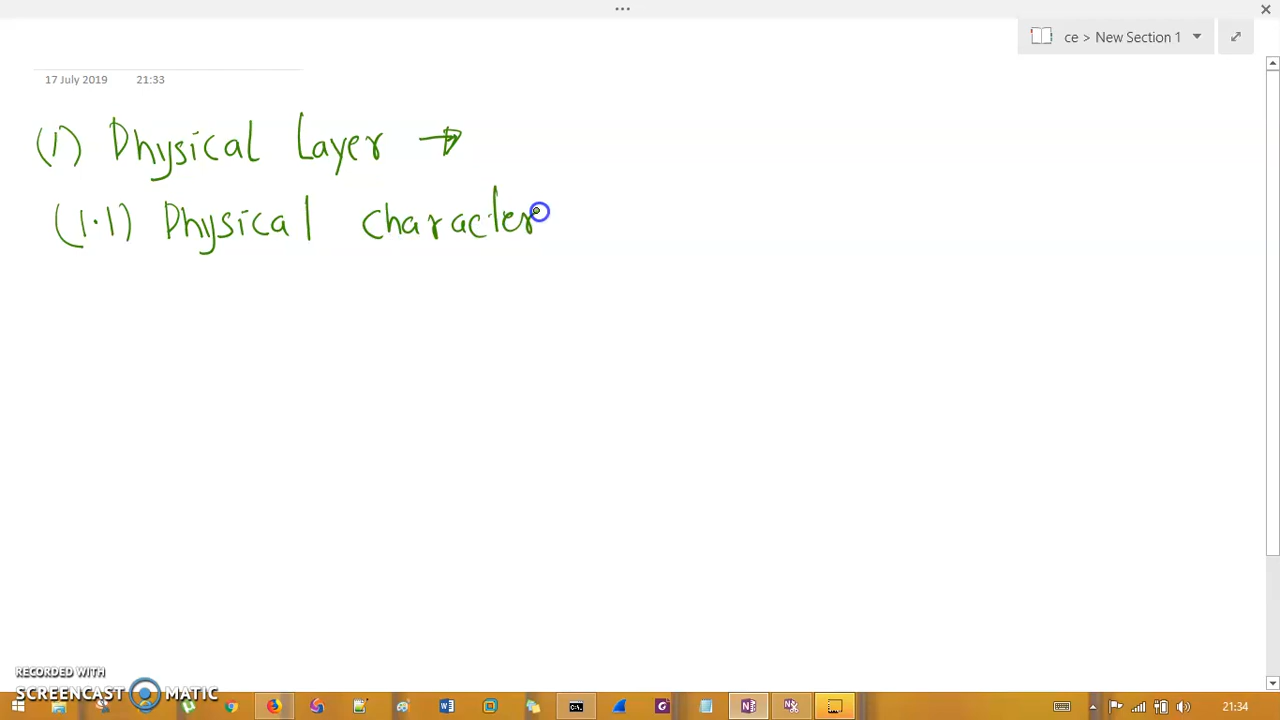 ...
ce > New Section 1
17 July 2019 21:33
(1) Physical Layer →
(1.1) Physical character
RECORDED WITH
SCREENCAST MATIC
21:34